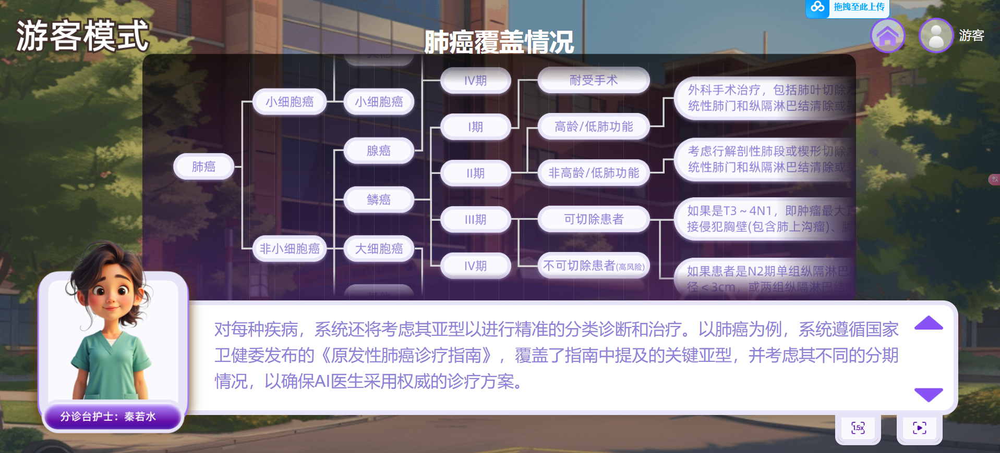 拖拽至此上传
游客模式
肺癌覆盖情况
游客
其他
IV期
耐受手术
小细胞癌
小细胞癌
外科手术治疗，包括肺叶切除
统性肺门和纵隔淋巴结清除或
I期
高龄/低肺功能
腺癌
考虑行解剖性肺段或楔形切除
统性肺门和纵隔淋巴结清除或
肺癌
II期
非高龄/低肺功能
鳞癌
如果是T3～4N1，即肿瘤最大直
接侵犯胸壁(包含肺上沟瘤)、膈
III期
可切除患者
非小细胞癌
大细胞癌
IV期
不可切除患者(高风险)
如果患者是N2期单组纵隔淋巴结
径＜3cm，或两组纵隔淋巴结
其他
对每种疾病，系统还将考虑其亚型以进行精准的分类诊断和治疗。以肺癌为例，系统遵循国家
卫健委发布的《原发性肺癌诊疗指南》，覆盖了指南中提及的关键亚型，并考虑其不同的分期
情况，以确保AI医生采用权威的诊疗方案。
分诊台护士：秦若水
1.5x